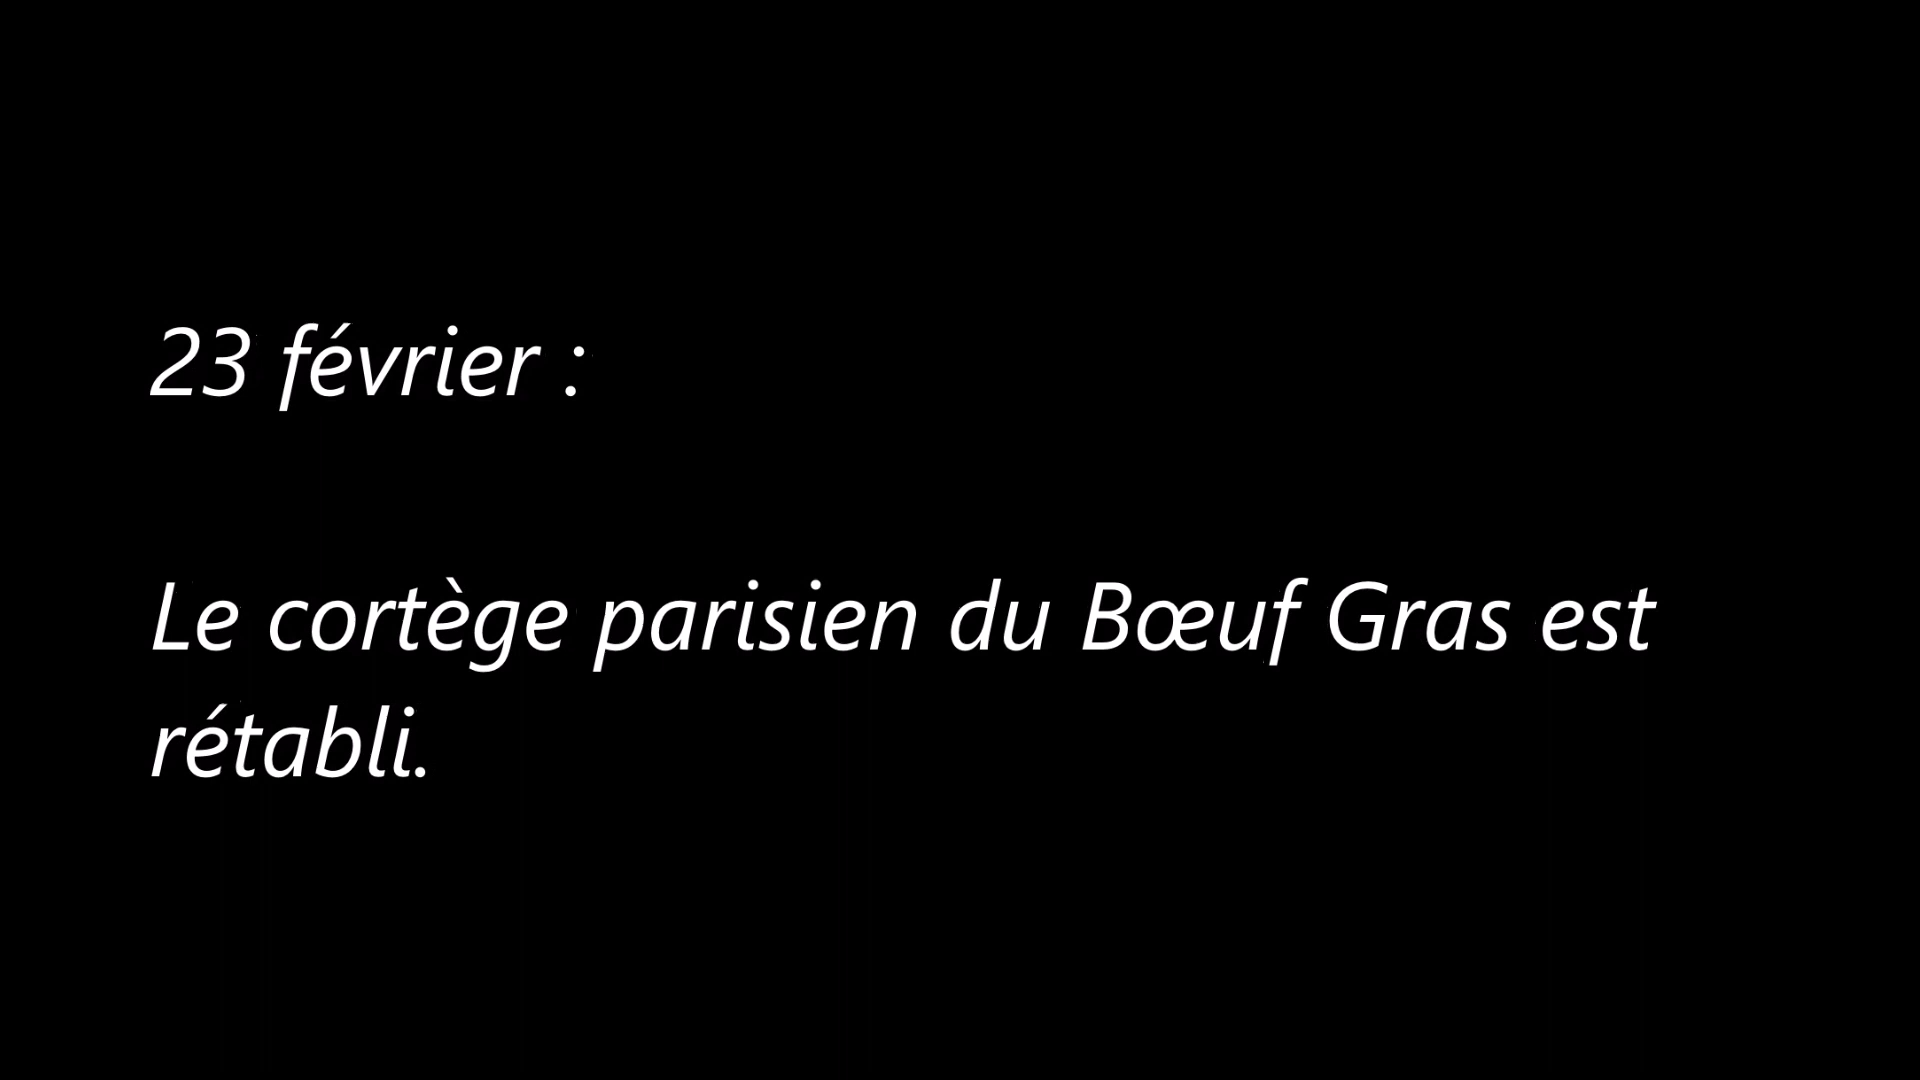 23 février :
Le cortège parisien du Bœuf Gras est
rétabli.